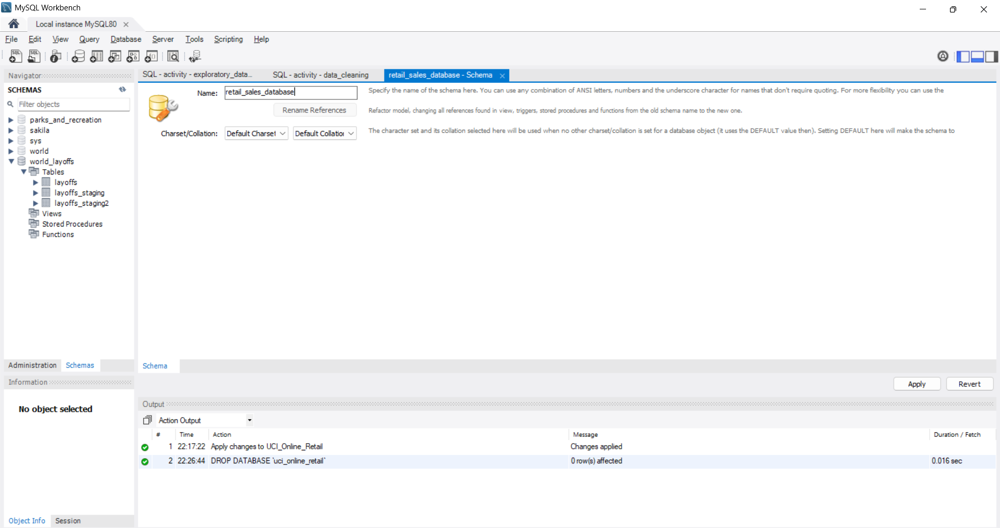 MySQL Workbench
Local instance MySQL80
File Edit View Query Database Server Tools Scripting Help
Navigator
SCHEMAS
Filter objects
parks_and_recreation
sakila
sys
world
world_layoffs
Tables
layoffs
layoffs_staging
layoffs_staging2
Views
Stored Procedures
Functions
Administration Schemas
Information
No object selected
Object Info Session
SQL - activity - exploratory_data... SQL - activity - data_cleaning retail_sales_database - Schema
Name: retail_sales_database Specify the name of the schema here. You can use any combination of ANSI letters, numbers and the underscore character for names that don't require quoting. For more flexibility you can use the
Rename References Refactor model, changing all references found in view, triggers, stored procedures and functions from the old schema name to the new one.
Charset/Collation: Default Charset Default Collation The character set and its collation selected here will be used when no other charset/collation is set for a database object (it uses the DEFAULT value then). Setting DEFAULT here will make the schema to
Schema
Apply Revert
Output
Action Output
# Time Action Message Duration / Fetch
1 22:17:22 Apply changes to UCI_Online_Retail Changes applied
2 22:26:44 DROP DATABASE `uci_online_retail` 0 row(s) affected 0.016 sec